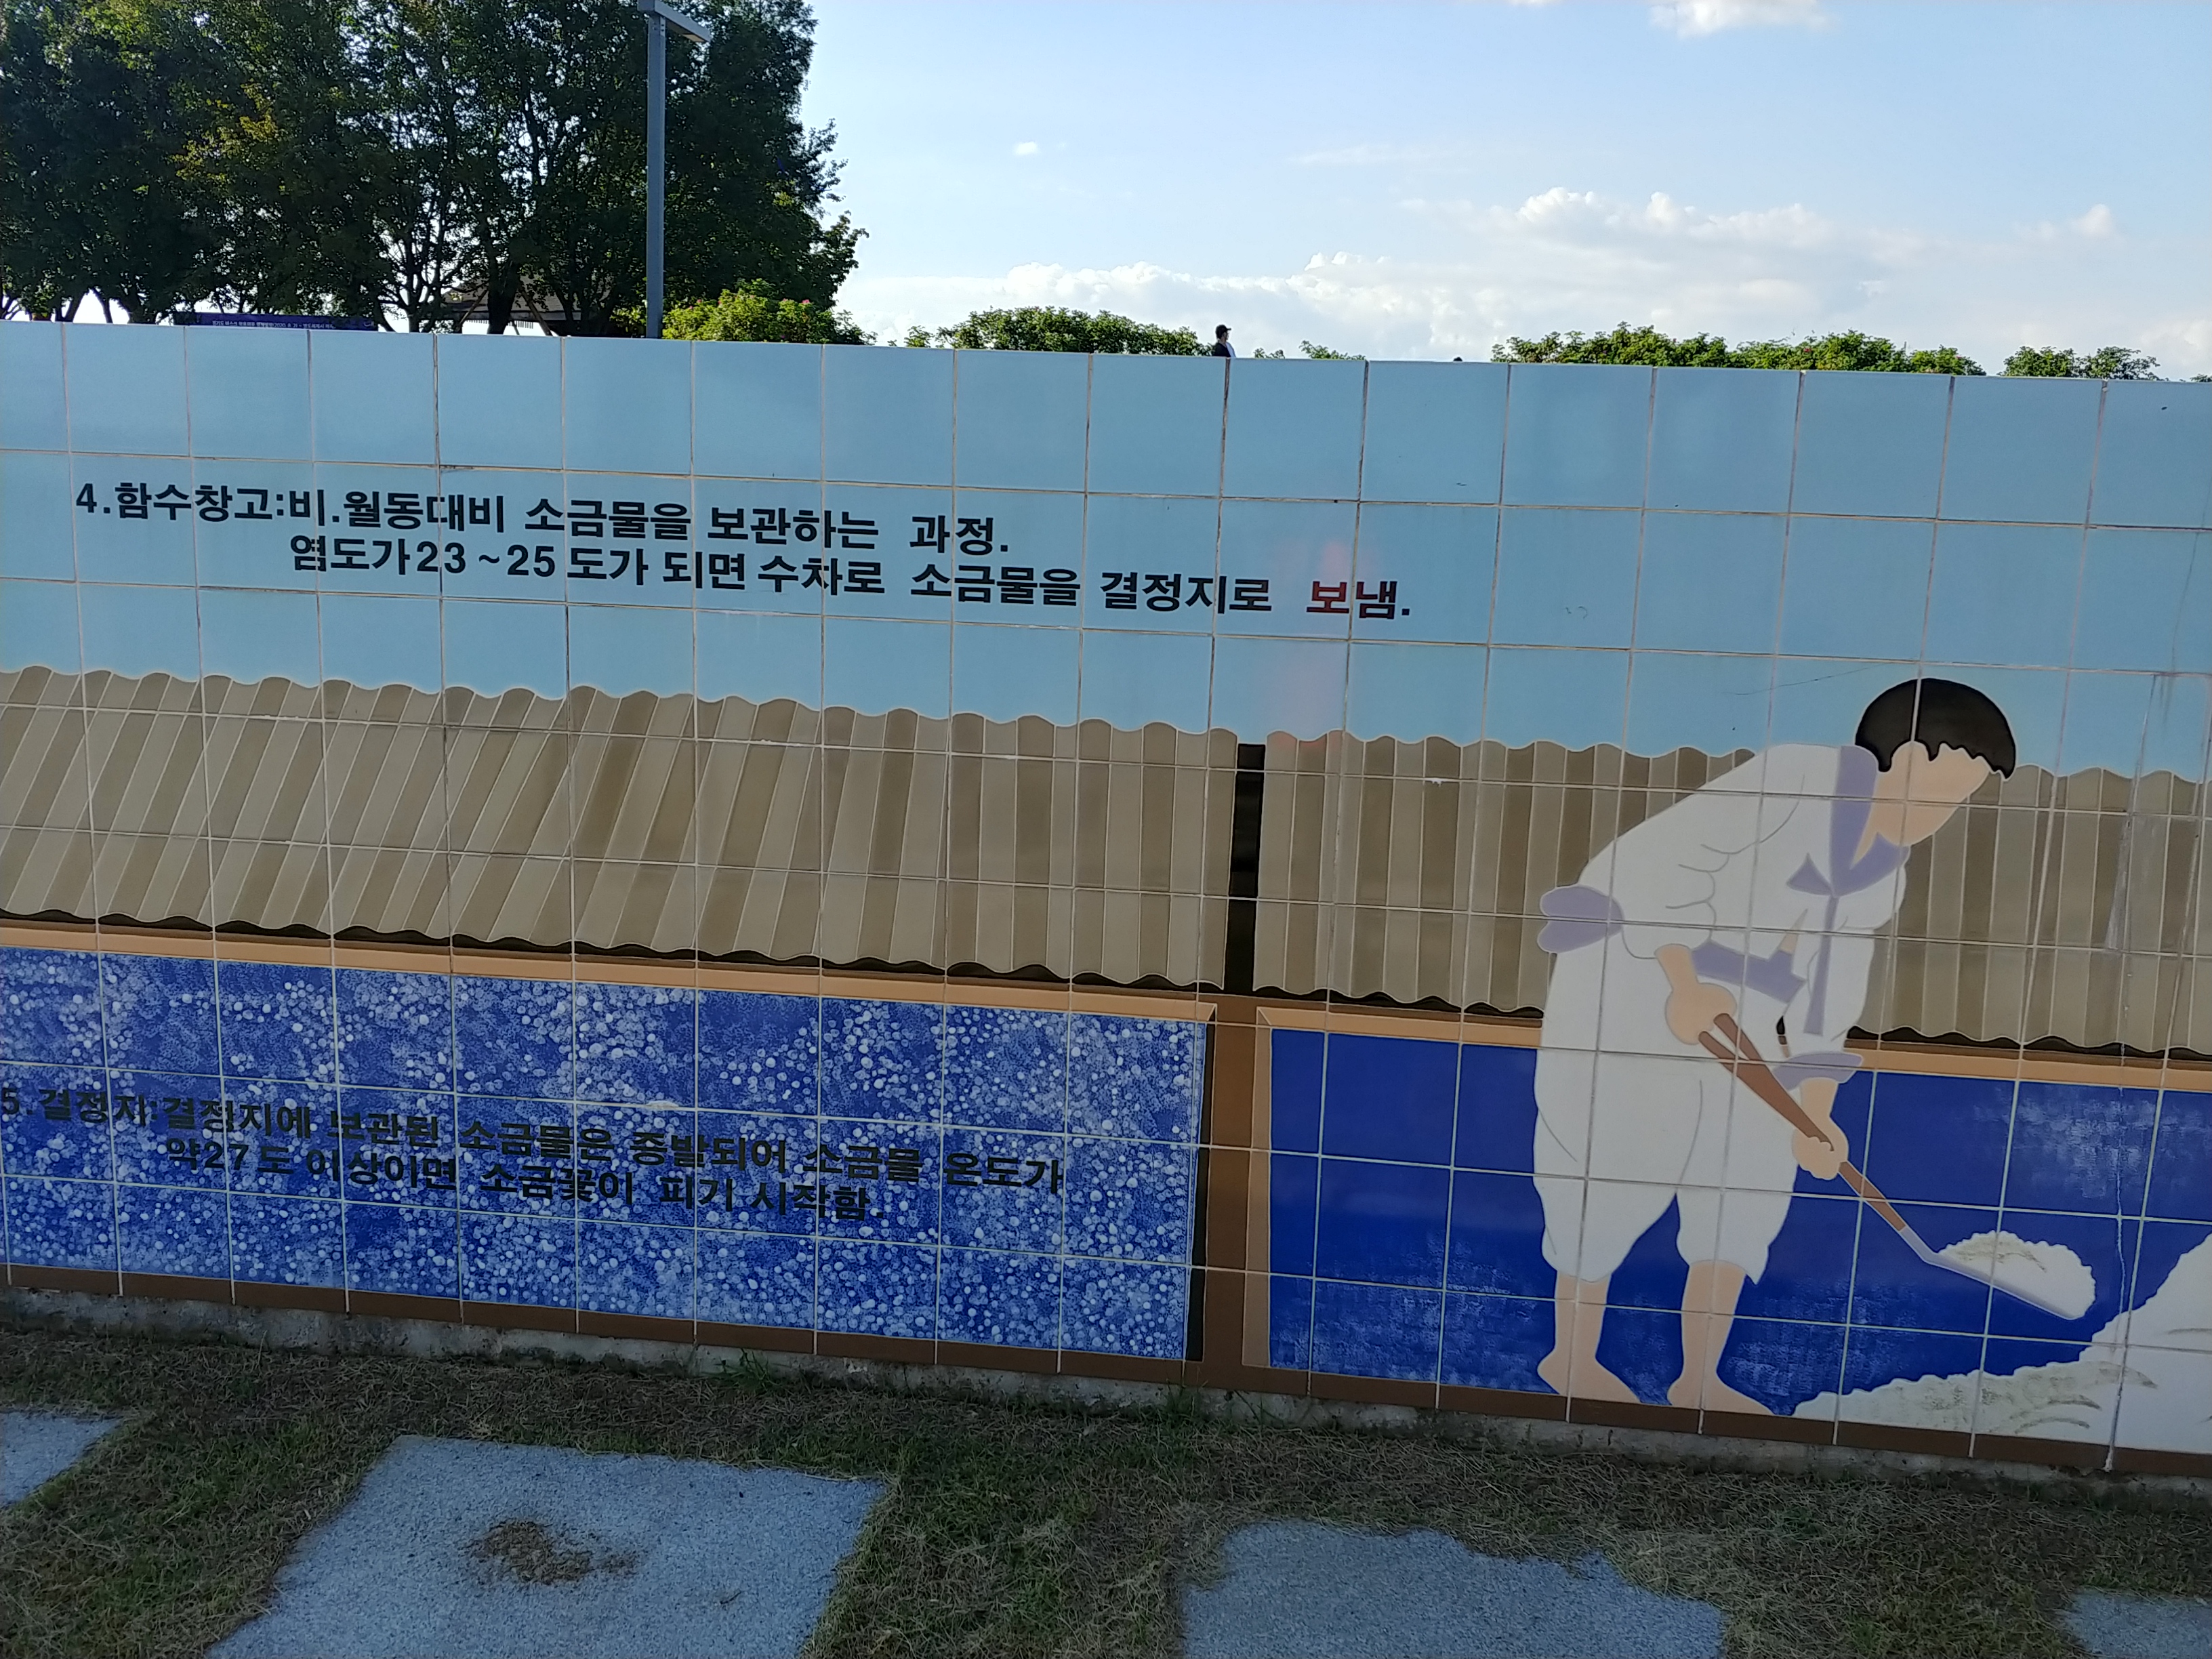 4.함수창고:비.월동대비 소금물을 보관하는 과정.
염도가23~25도가 되면 수차로 소금물을 결정지로 보냄.
5.결정지:결정지에 보관된 소금물은 증발되어 소금물 온도가
약27도 이상이면 소금꽃이 피기 시작함.